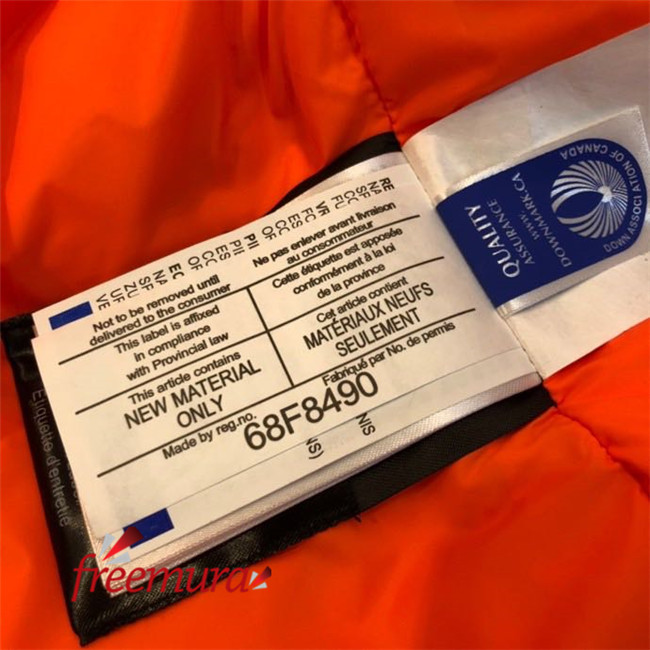 Not to be removed until
delivered to the consumer
Ne pas enlever avant livraison
au consommateur
This label is affixed
in compliance
with Provincial law
Cette étiquette est apposée
conformément à la loi
de la province
This article contains
NEW MATERIAL
ONLY
Cet article contient
MATÉRIAUX NEUFS
SEULEMENT
Made by reg.no.
Fabriqué par No. de permis
68F8490
QUALITY
ASSURANCE
WWW.
DOWNMARK.CA
DOWN ASSOCIATION OF CANADA
Étiquette d'entretie
freemura